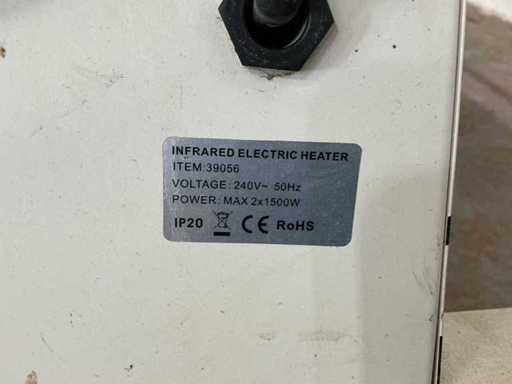 INFRARED ELECTRIC HEATER
ITEM:39056
VOLTAGE: 240V~ 50Hz
POWER: MAX 2x1500W
IP20 CE RoHS